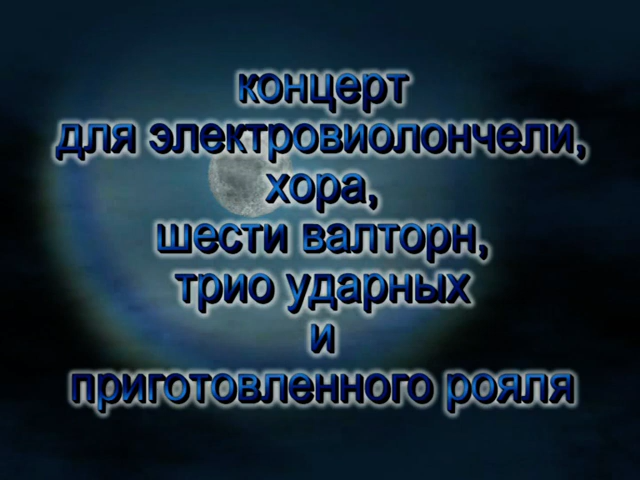 концерт
для электровиолончели,
хора,
шести валторн,
трио ударных
и
приготовленного рояля